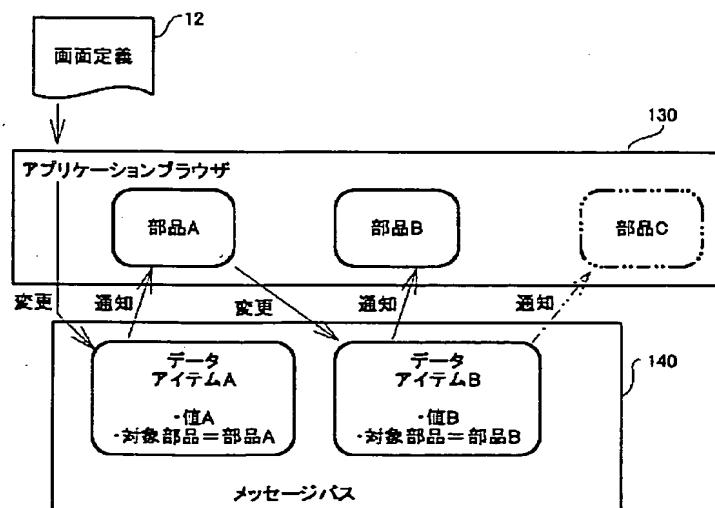 12
画面定義
130
アプリケーションブラウザ
部品A
部品B
部品C
変更
通知
変更
通知
通知
データ
アイテムA
・値A
・対象部品＝部品A
データ
アイテムB
・値B
・対象部品＝部品B
140
メッセージバス